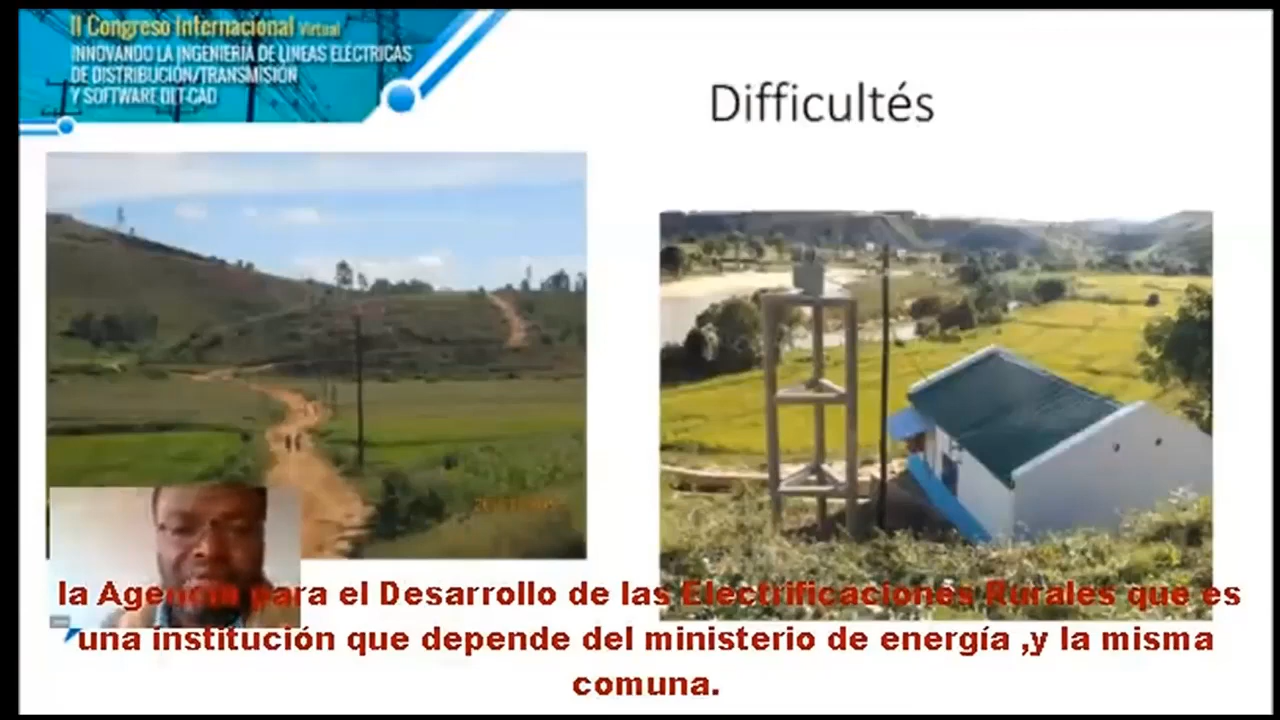 II Congreso Internacional Virtual
INNOVANDO LA INGENIERÍA DE LÍNEAS ELÉCTRICAS
DE DISTRIBUCIÓN/TRANSMISIÓN
Y SOFTWARE DLT-CAD
Difficultés
la Agencia para el Desarrollo de las Electrificaciones Rurales que es
una institución que depende del ministerio de energía ,y la misma
comuna.